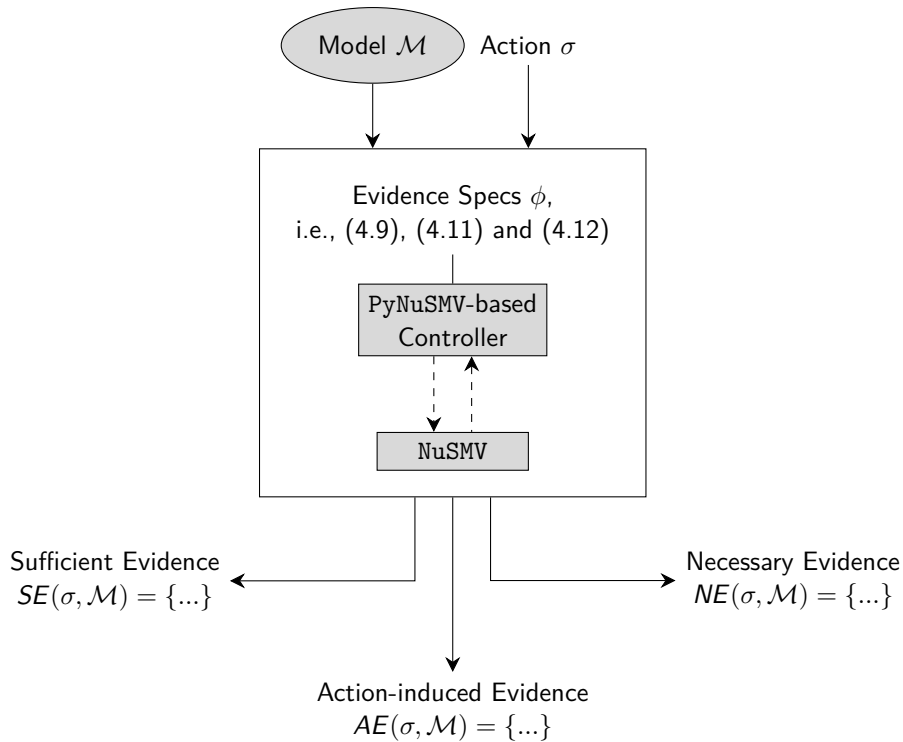 Model ℳ
Action σ
Evidence Specs ϕ,
i.e., (4.9), (4.11) and (4.12)
PyNuSMV-based
Controller
NuSMV
Sufficient Evidence
SE(σ, ℳ) = {...}
Necessary Evidence
NE(σ, ℳ) = {...}
Action-induced Evidence
AE(σ, ℳ) = {...}